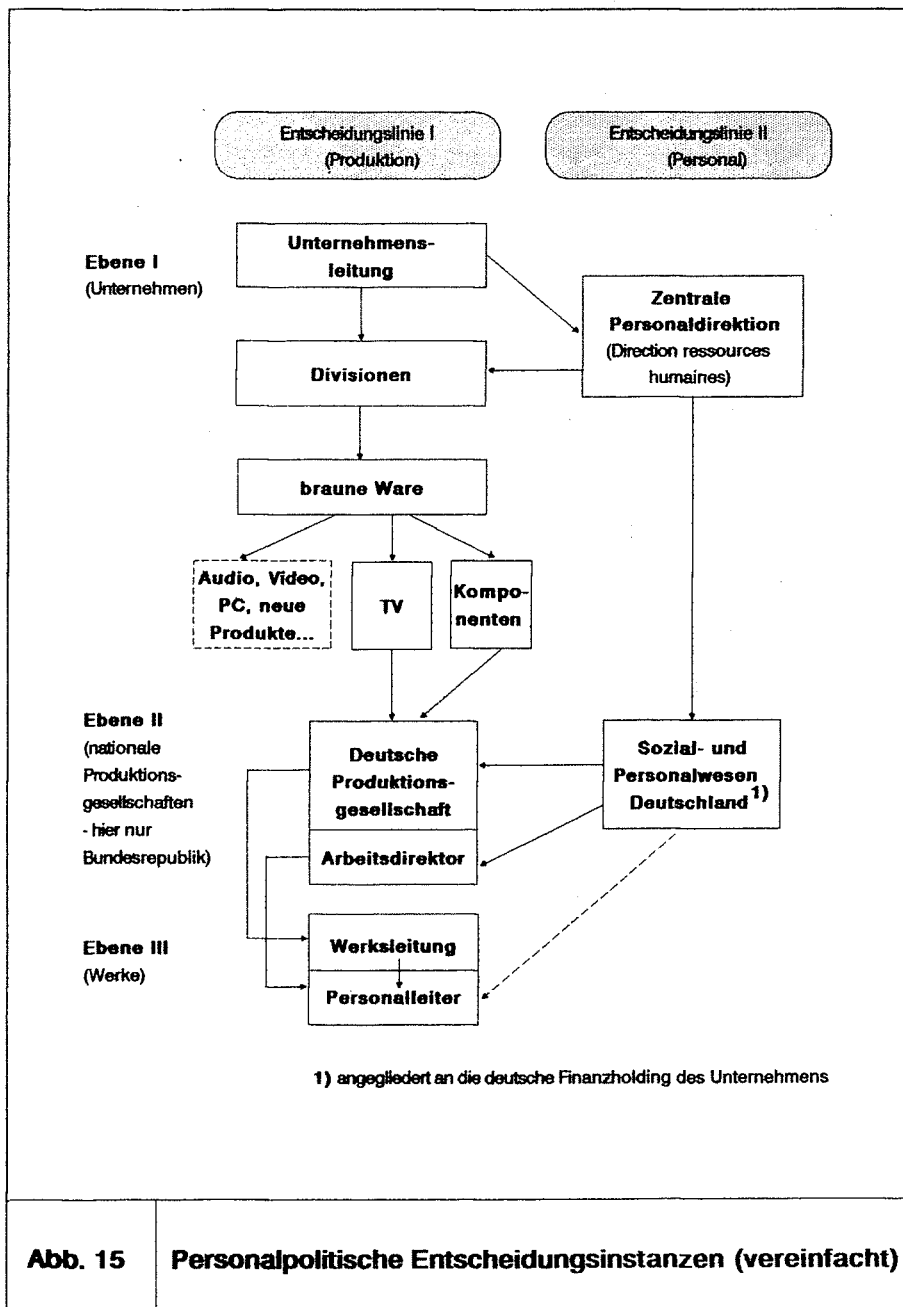 Entscheidungslinie I
(Produktion)
Entscheidungslinie II
(Personal)
Ebene I
(Unternehmen)
Unternehmens-
leitung
Zentrale
Personaldirektion
(Direction ressources
humaines)
Divisionen
braune Ware
Audio, Video,
PC, neue
Produkte...
TV
Kompo-
nenten
Ebene II
(nationale
Produktions-
gesellschaften
- hier nur
Bundesrepublik)
Deutsche
Produktions-
gesellschaft
Arbeitsdirektor
Sozial- und
Personalwesen
Deutschland 1)
Ebene III
(Werke)
Werksleitung
Personalleiter
1) angegliedert an die deutsche Finanzholding des Unternehmens
Abb. 15
Personalpolitische Entscheidungsinstanzen (vereinfacht)